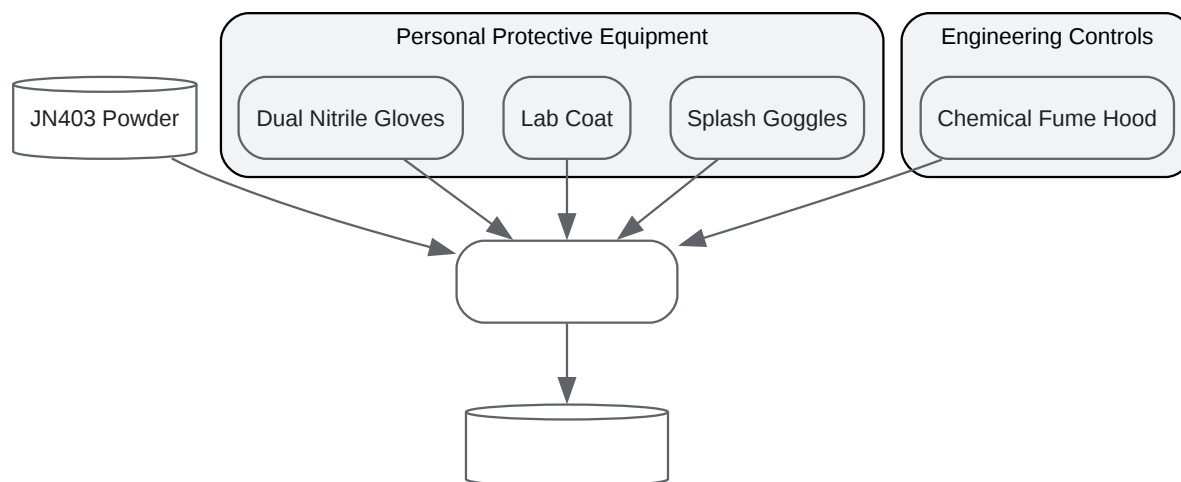 Personal Protective Equipment
Engineering Controls
JN403 Powder
Dual Nitrile Gloves
Lab Coat
Splash Goggles
Chemical Fume Hood